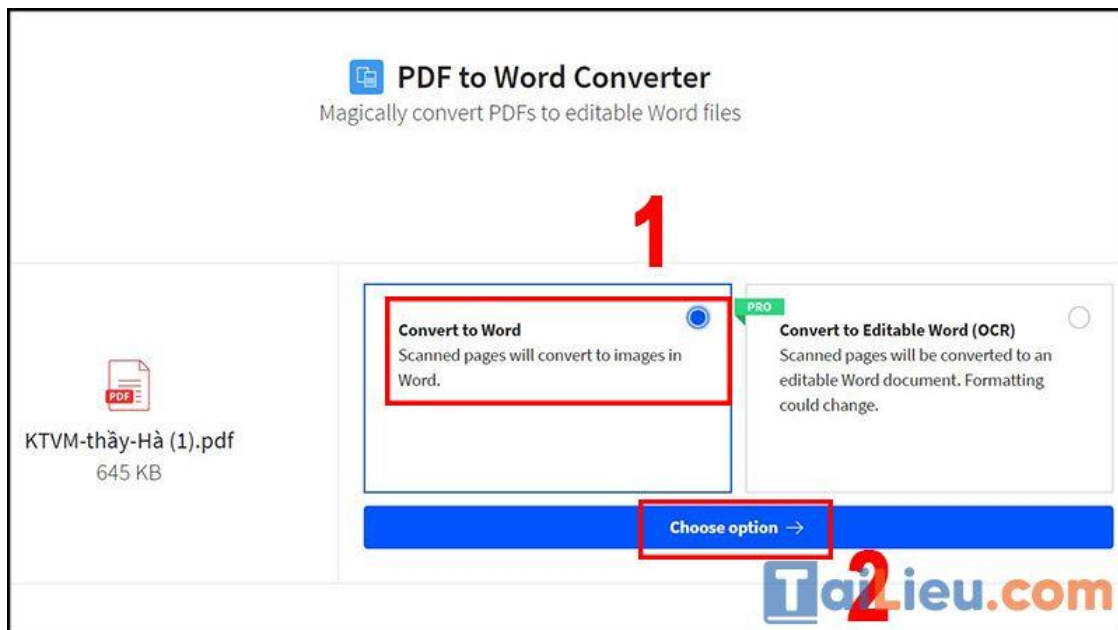 PDF to Word Converter
Magically convert PDFs to editable Word files
1
PDF
KTVM-thầy-Hà (1).pdf
645 KB
Convert to Word
Scanned pages will convert to images in
Word.
PRO
Convert to Editable Word (OCR)
Scanned pages will be converted to an
editable Word document. Formatting
could change.
Choose option →
2
TaiLieu.com